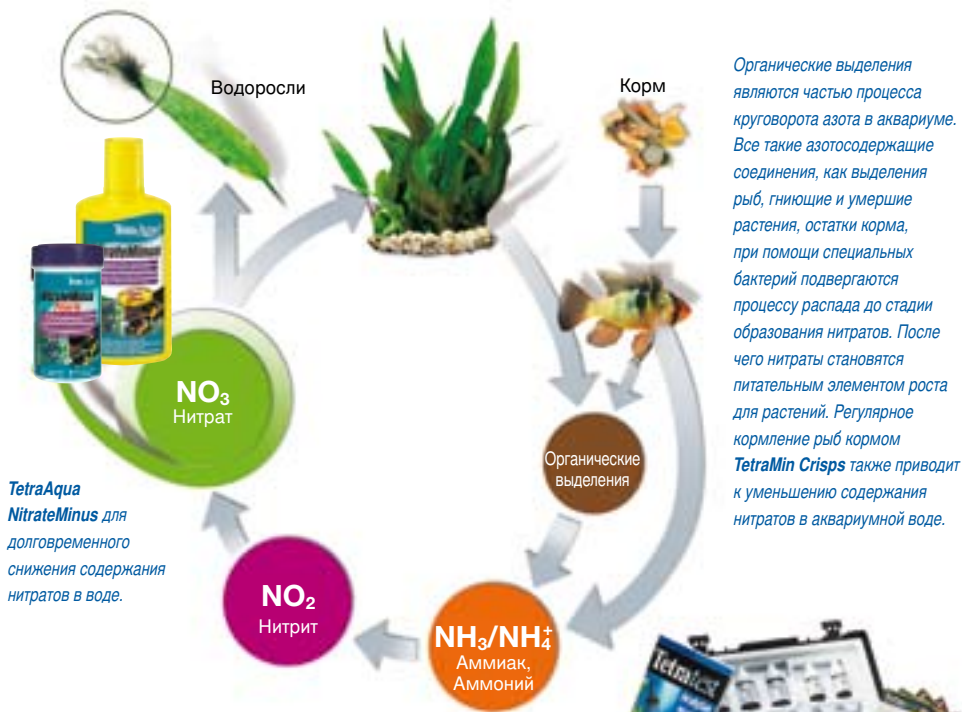 Водоросли
Корм
Органические выделения
являются частью процесса
круговорота азота в аквариуме.
Все такие азотосодержащие
соединения, как выделения
рыб, гниющие и умершие
растения, остатки корма,
при помощи специальных
бактерий подвергаются
процессу распада до стадии
образования нитратов. После
чего нитраты становятся
питательным элементом роста
для растений. Регулярное
кормление рыб кормом
TetraMin Crisps также приводит
к уменьшению содержания
нитратов в аквариумной воде.
NO₃
Нитрат
Органические
выделения
TetraAqua
NitrateMinus для
долговременного
снижения содержания
нитратов в воде.
NO₂
Нитрит
NH₃/NH₄⁺
Аммиак,
Аммоний
Tetratest